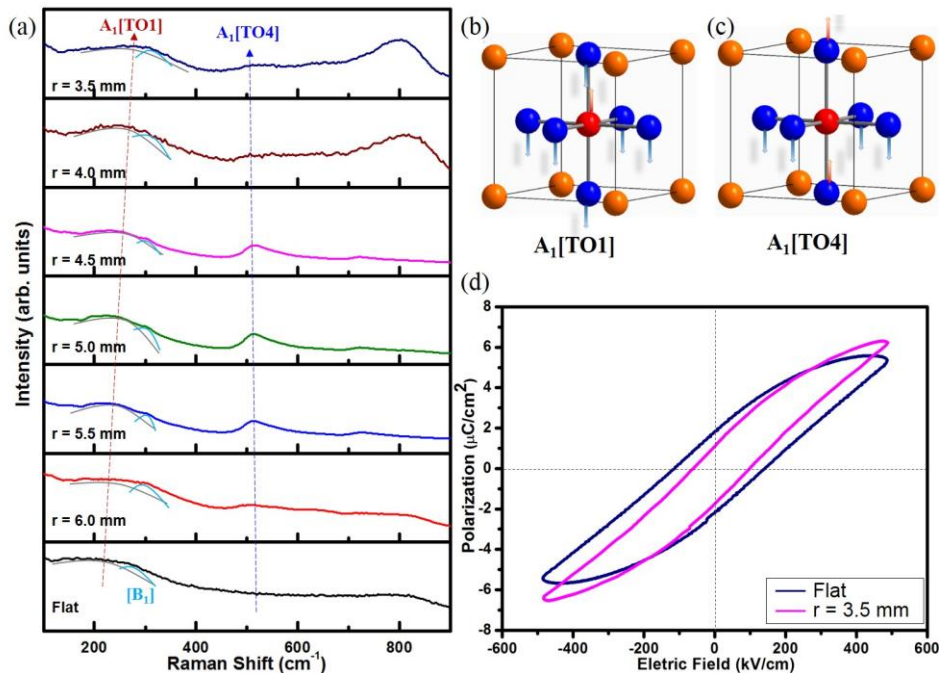 (a)
A₁[TO1]
A₁[TO4]
r = 3.5 mm
r = 4.0 mm
r = 4.5 mm
r = 5.0 mm
r = 5.5 mm
r = 6.0 mm
[B₁]
Flat
200 400 600 800
Raman Shift (cm⁻¹)
Intensity (arb. units)
(b)
A₁[TO1]
(c)
A₁[TO4]
(d)
8
6
4
2
0
-2
-4
-6
-8
-600 -400 -200 0 200 400 600
Eletric Field (kV/cm)
Polarization (μC/cm²)
Flat
r = 3.5 mm